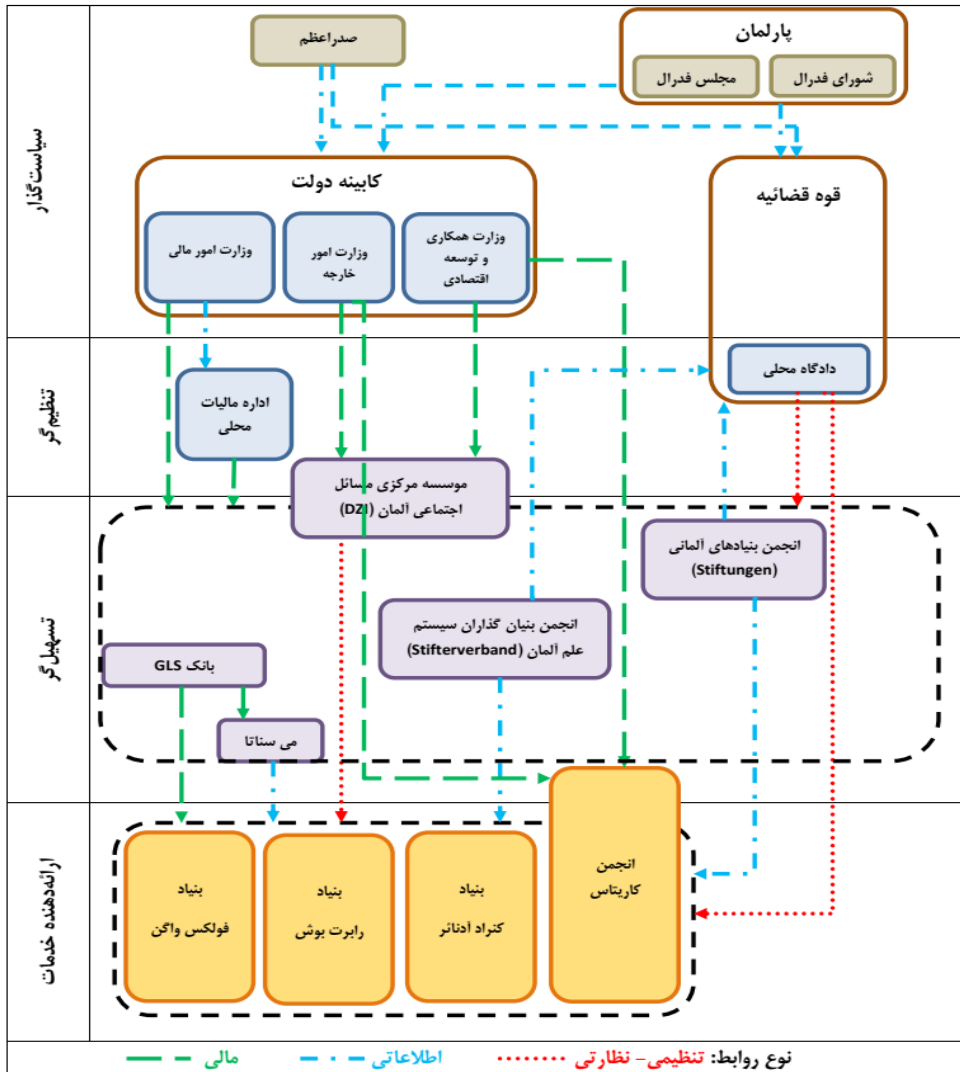 صدراعظم
پارلمان
شورای فدرال
مجلس فدرال
سیاست‌گذار
کابینه دولت
قوه قضائیه
وزارت همکاری
و توسعه
اقتصادی
وزارت امور
خارجه
وزارت امور مالی
تنظیم‌گر
دادگاه محلی
اداره مالیات
محلی
موسسه مرکزی مسائل
اجتماعی آلمان (DZI)
تسهیل‌گر
انجمن بنیادهای آلمانی
(Stiftungen)
انجمن بنیان گذاران سیستم
علم آلمان (Stifterverband)
بانک GLS
می سناتا
ارائه‌دهنده خدمات
انجمن
کاریتاس
بنیاد
کنراد آدنائر
بنیاد
رابرت بوش
بنیاد
فولکس واگن
نوع روابط: تنظیمی- نظارتی اطلاعاتی مالی